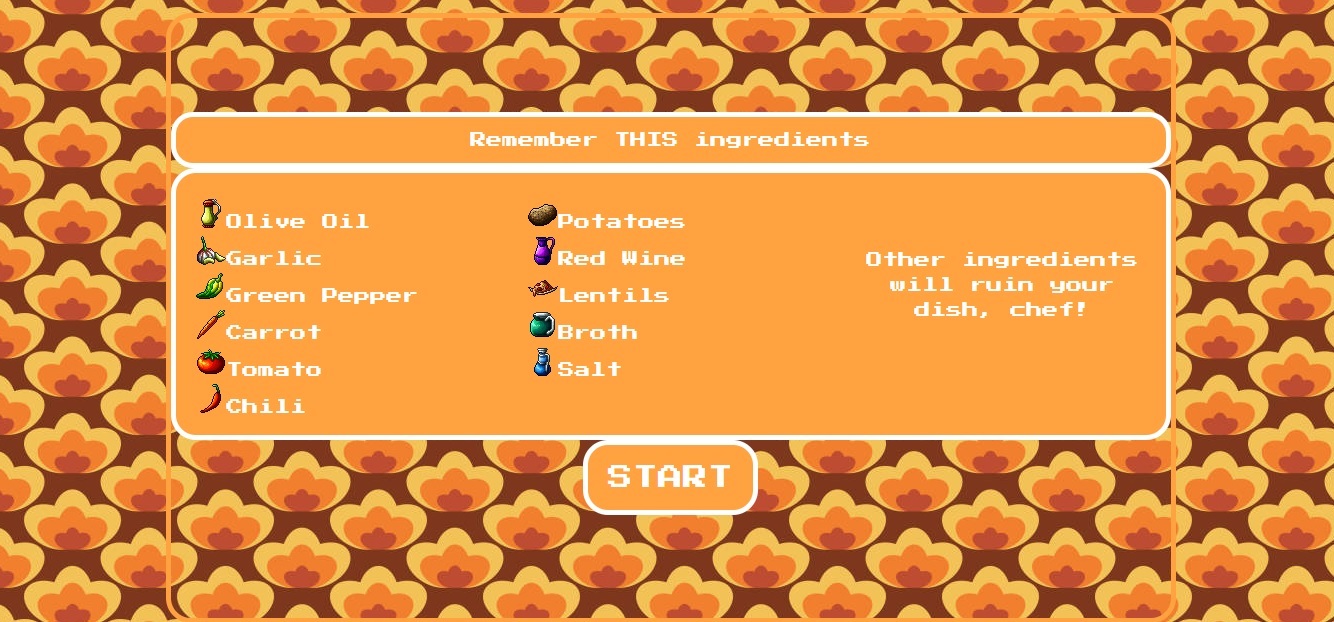 Remember THIS ingredients
Olive Oil
Garlic
Green Pepper
Carrot
Tomato
Chili
Potatoes
Red Wine
Lentils
Broth
Salt
Other ingredients
will ruin your
dish, chef!
START